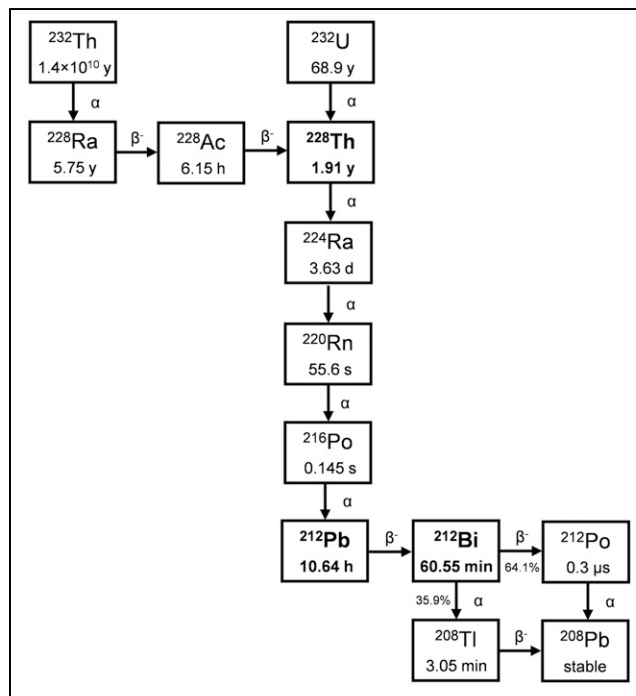 ²³²Th
1.4×10¹⁰ y
²³²U
68.9 y
α
α
²²⁸Ra
5.75 y
β⁻
²²⁸Ac
6.15 h
β⁻
²²⁸Th
1.91 y
α
²²⁴Ra
3.63 d
α
²²⁰Rn
55.6 s
α
²¹⁶Po
0.145 s
α
²¹²Pb
10.64 h
β⁻
²¹²Bi
60.55 min
β⁻
64.1%
²¹²Po
0.3 µs
35.9%
α
α
²⁰⁸Tl
3.05 min
β⁻
²⁰⁸Pb
stable